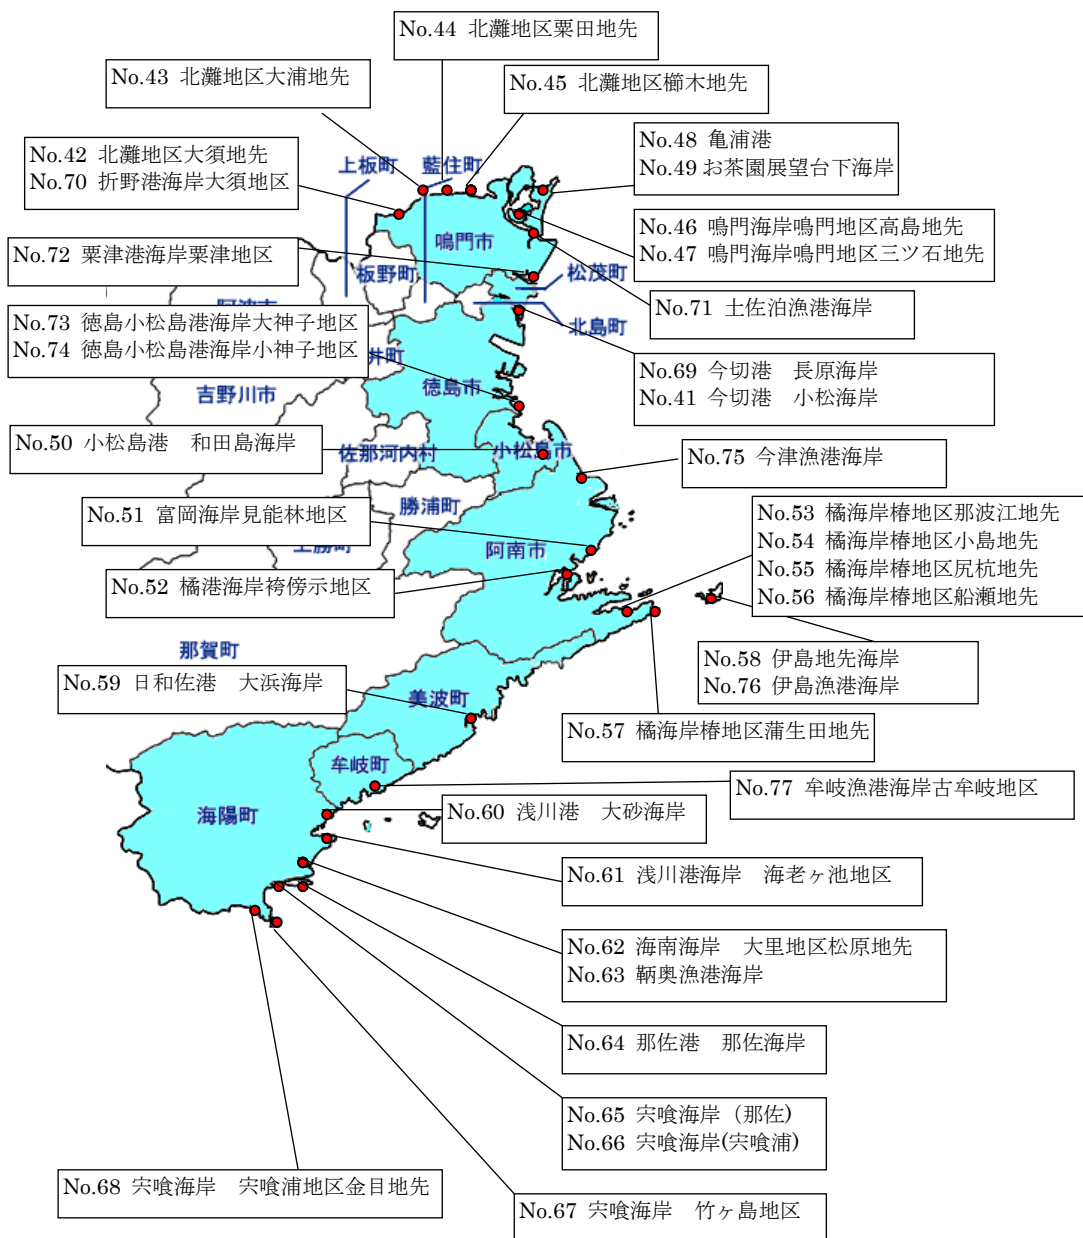 No.44 北灘地区粟田地先
No.43 北灘地区大浦地先
No.45 北灘地区櫛木地先
No.42 北灘地区大須地先
No.70 折野港海岸大須地区
上板町
藍住町
No.48 亀浦港
No.49 お茶園展望台下海岸
No.46 鳴門海岸鳴門地区高島地先
No.47 鳴門海岸鳴門地区三ツ石地先
鳴門市
No.72 粟津港海岸粟津地区
板野町
松茂町
No.71 土佐泊漁港海岸
北島町
No.73 徳島小松島港海岸大神子地区
No.74 徳島小松島港海岸小神子地区
井町
No.69 今切港 長原海岸
No.41 今切港 小松海岸
吉野川市
徳島市
No.50 小松島港 和田島海岸
佐那河内村
小松島市
No.75 今津漁港海岸
勝浦町
No.51 富岡海岸見能林地区
上勝町
阿南市
No.53 橘海岸椿地区那波江地先
No.54 橘海岸椿地区小島地先
No.55 橘海岸椿地区尻杭地先
No.56 橘海岸椿地区船瀬地先
No.52 橘港海岸袴傍示地区
那賀町
No.58 伊島地先海岸
No.76 伊島漁港海岸
No.59 日和佐港 大浜海岸
美波町
No.57 橘海岸椿地区蒲生田地先
牟岐町
No.77 牟岐漁港海岸古牟岐地区
海陽町
No.60 浅川港 大砂海岸
No.61 浅川港海岸 海老ヶ池地区
No.62 海南海岸 大里地区松原地先
No.63 鞆奥漁港海岸
No.64 那佐港 那佐海岸
No.65 宍喰海岸（那佐)
No.66 宍喰海岸(宍喰浦)
No.68 宍喰海岸 宍喰浦地区金目地先
No.67 宍喰海岸 竹ヶ島地区